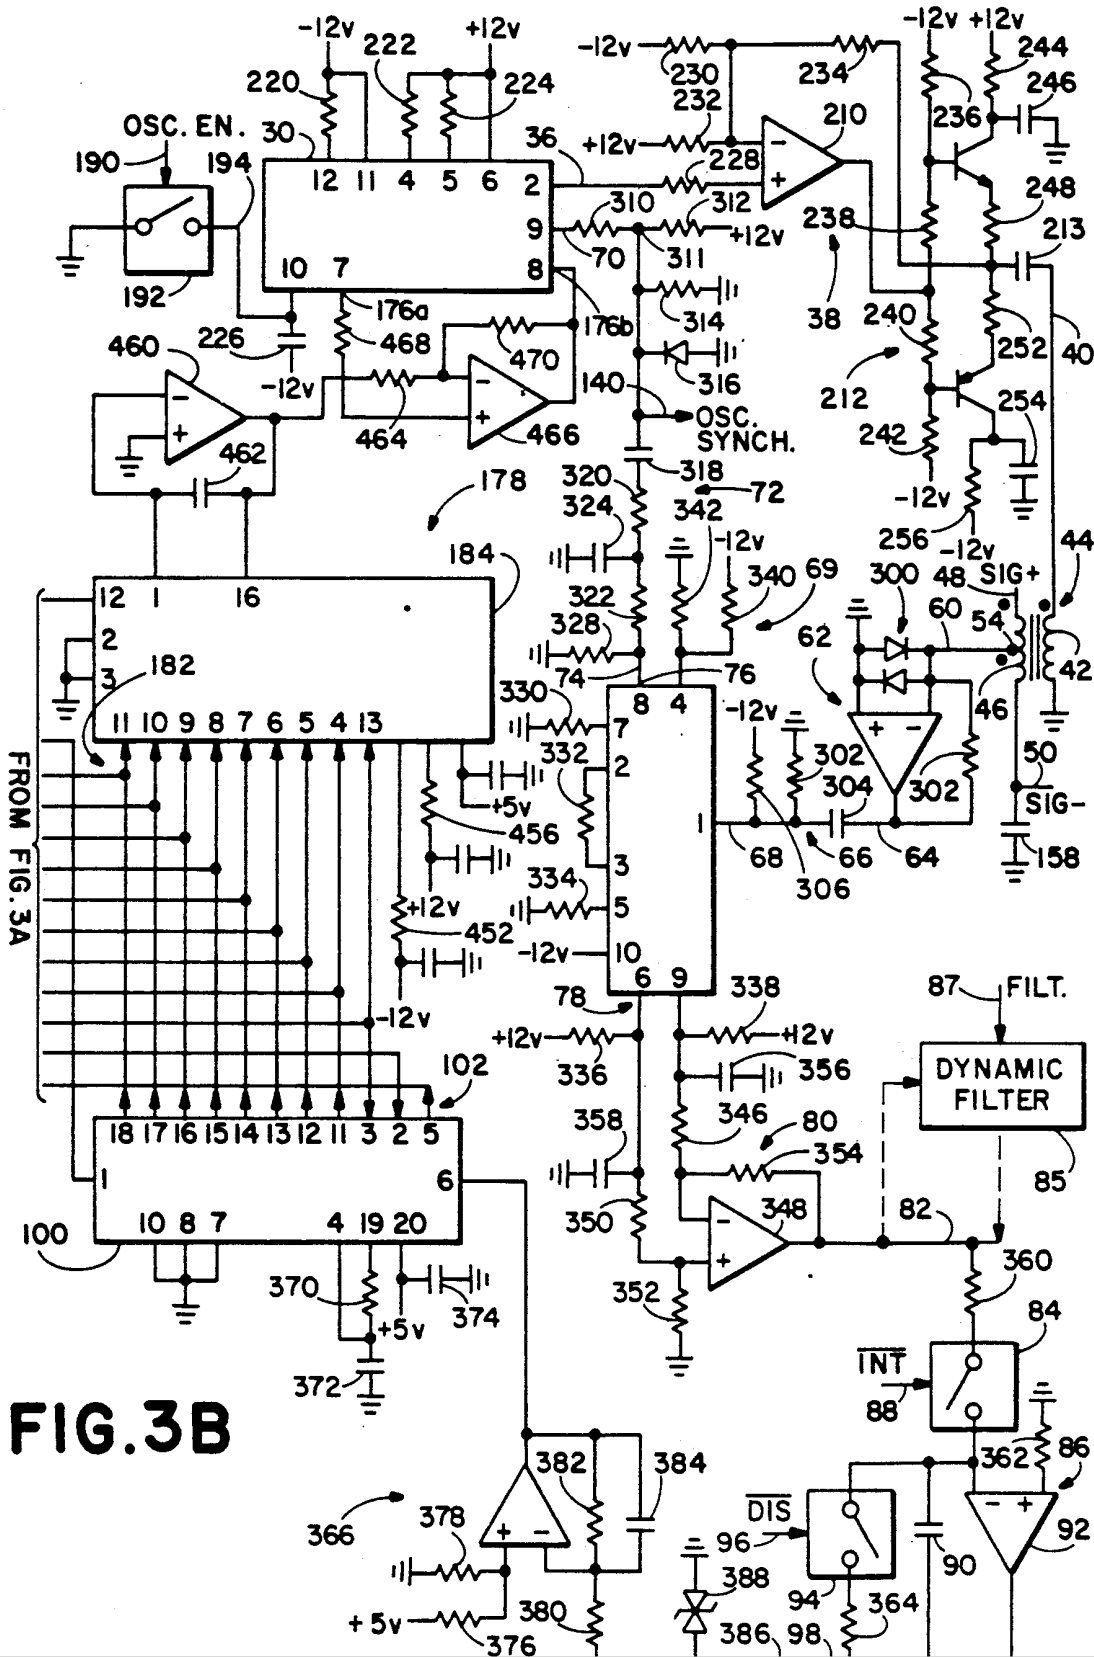 -12v 222 +12v
-12v +12v
-12v 230 234 244
220 224 232 236 246
OSC. EN. 30 36 +12v 210
190 194 12 11 4 5 6 2 228 248
310 312 238 213
9 70 311 +12v
10 7 8
192 176a 176b 314 38 240 252 40
226 468 470 316
460 -12v 140 212 254
OSC.
SYNCH.
462 464 466 242
178 320 318 72 -12v
324 342 -12v 256 -12v 44
184 340 69 300 48 SIG+
12 1 16 322 60 54
2 328 62 42
3 182 74 76 46
330 8 4 -12v
11 10 9 8 7 6 5 4 13 7 302 50
332 2 304 302 SIG-
+5v
456 1 68 66 64 158
3 306
334
+12v 5
452 -12v 10
6 9 338 87 FILT.
-12v 78
FROM FIG. 3A
+12v 336 +12v
356 DYNAMIC
FILTER
102
18 17 16 15 14 13 12 11 3 2 5 358 346 80
354 85
1 6
350 348 82
10 8 7 4 19 20
100 360
370 374 352
+5v 84
372 INT
88
FIG.3B
362 86
382 384
366 378 DIS
96 92
90
388 94
+5v 380 364
376 386 98